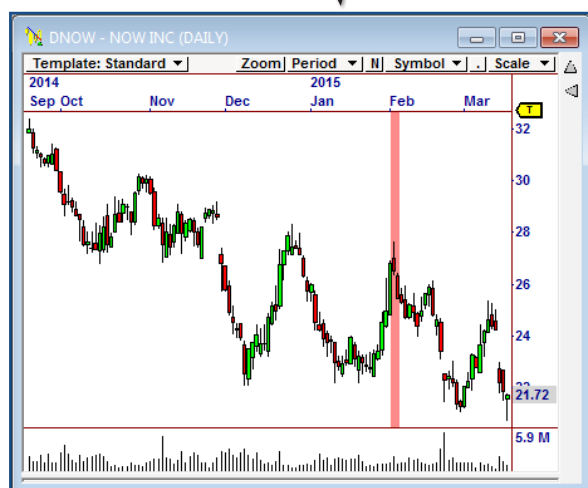 DNOW - NOW INC (DAILY)
Template: Standard Zoom Period N Symbol . Scale
2014 2015
Sep Oct Nov Dec Jan Feb Mar
T
32
30
28
26
24
22
21.72
5.9 M